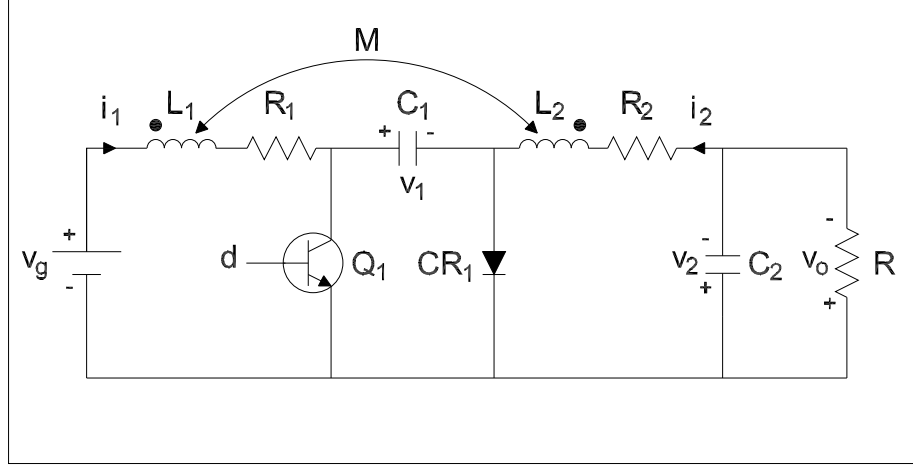 M
i1 L1 R1 C1 L2 R2 i2
+ -
v1
+ - -
vg d Q1 CR1 v2 C2 vo R
- + +